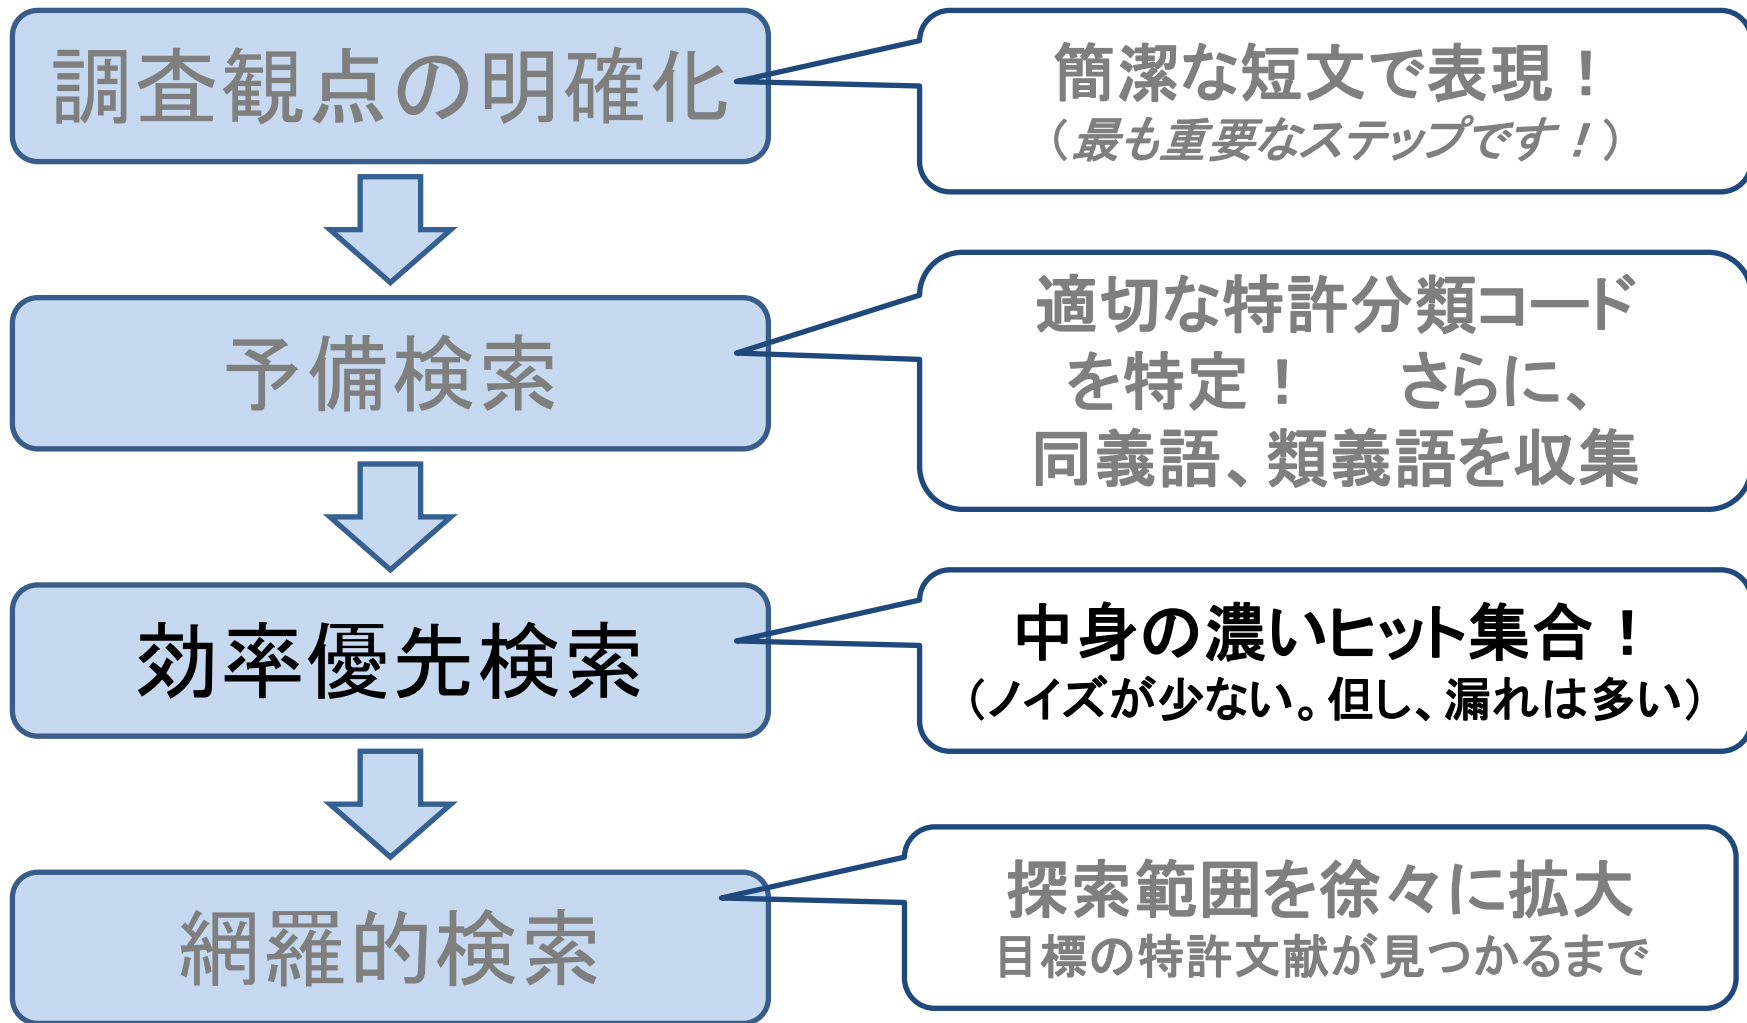 調査観点の明確化
簡潔な短文で表現！
（最も重要なステップです！）
予備検索
適切な特許分類コード
を特定！　さらに、
同義語、類義語を収集
効率優先検索
中身の濃いヒット集合！
（ノイズが少ない。但し、漏れは多い）
網羅的検索
探索範囲を徐々に拡大
目標の特許文献が見つかるまで